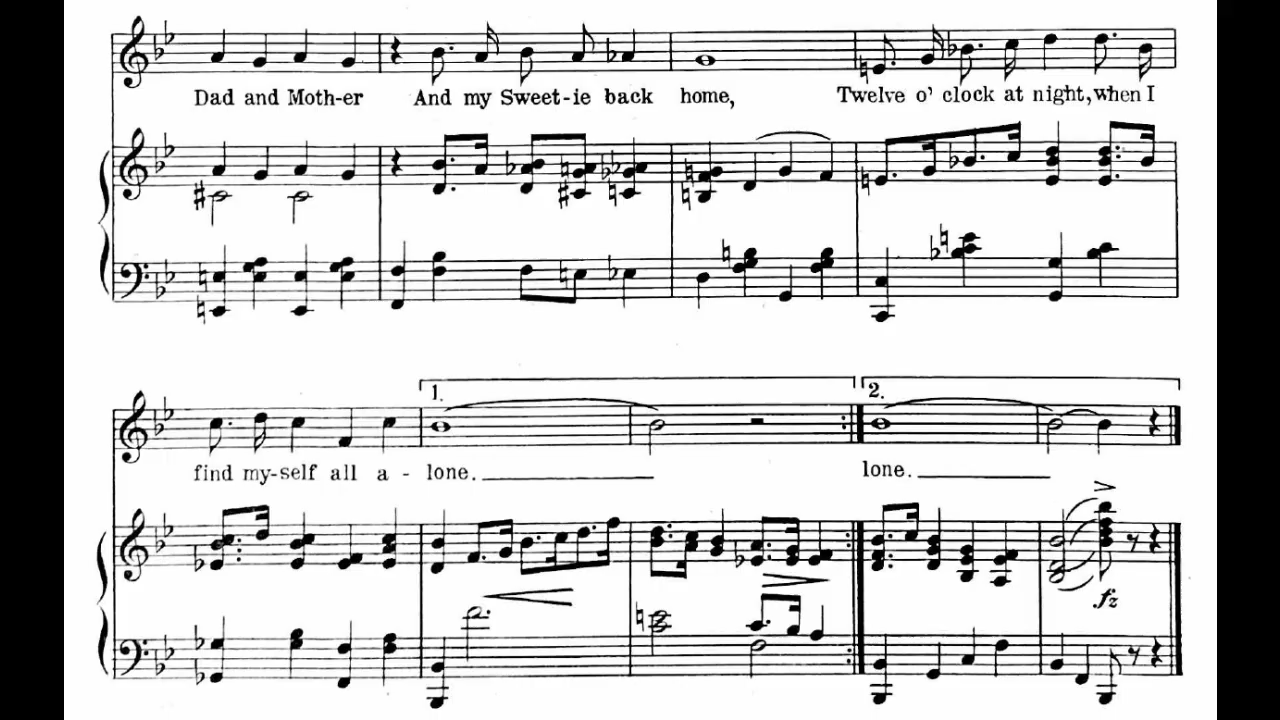 Dad and Moth-er And my Sweet-ie back home, Twelve o' clock at night, when I
1. 2.
find my-self all a - lone. lone.
fz